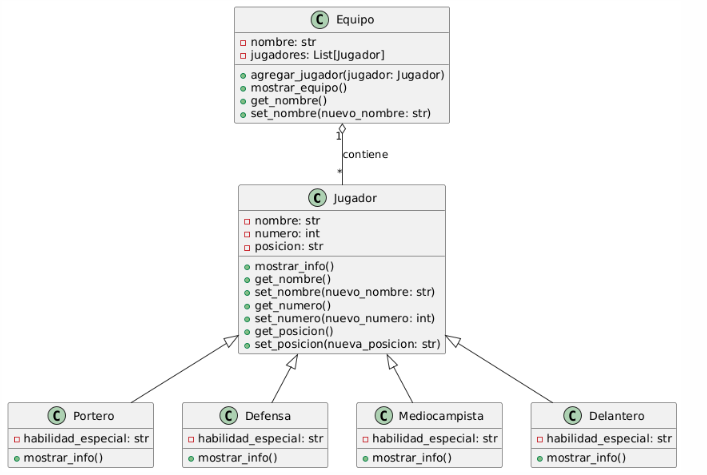 C Equipo
nombre: str
jugadores: List[Jugador]
agregar_jugador(jugador: Jugador)
mostrar_equipo()
get_nombre()
set_nombre(nuevo_nombre: str)
1
contiene
*
C Jugador
nombre: str
numero: int
posicion: str
mostrar_info()
get_nombre()
set_nombre(nuevo_nombre: str)
get_numero()
set_numero(nuevo_numero: int)
get_posicion()
set_posicion(nueva_posicion: str)
C Portero
habilidad_especial: str
mostrar_info()
C Defensa
habilidad_especial: str
mostrar_info()
C Mediocampista
habilidad_especial: str
mostrar_info()
C Delantero
habilidad_especial: str
mostrar_info()